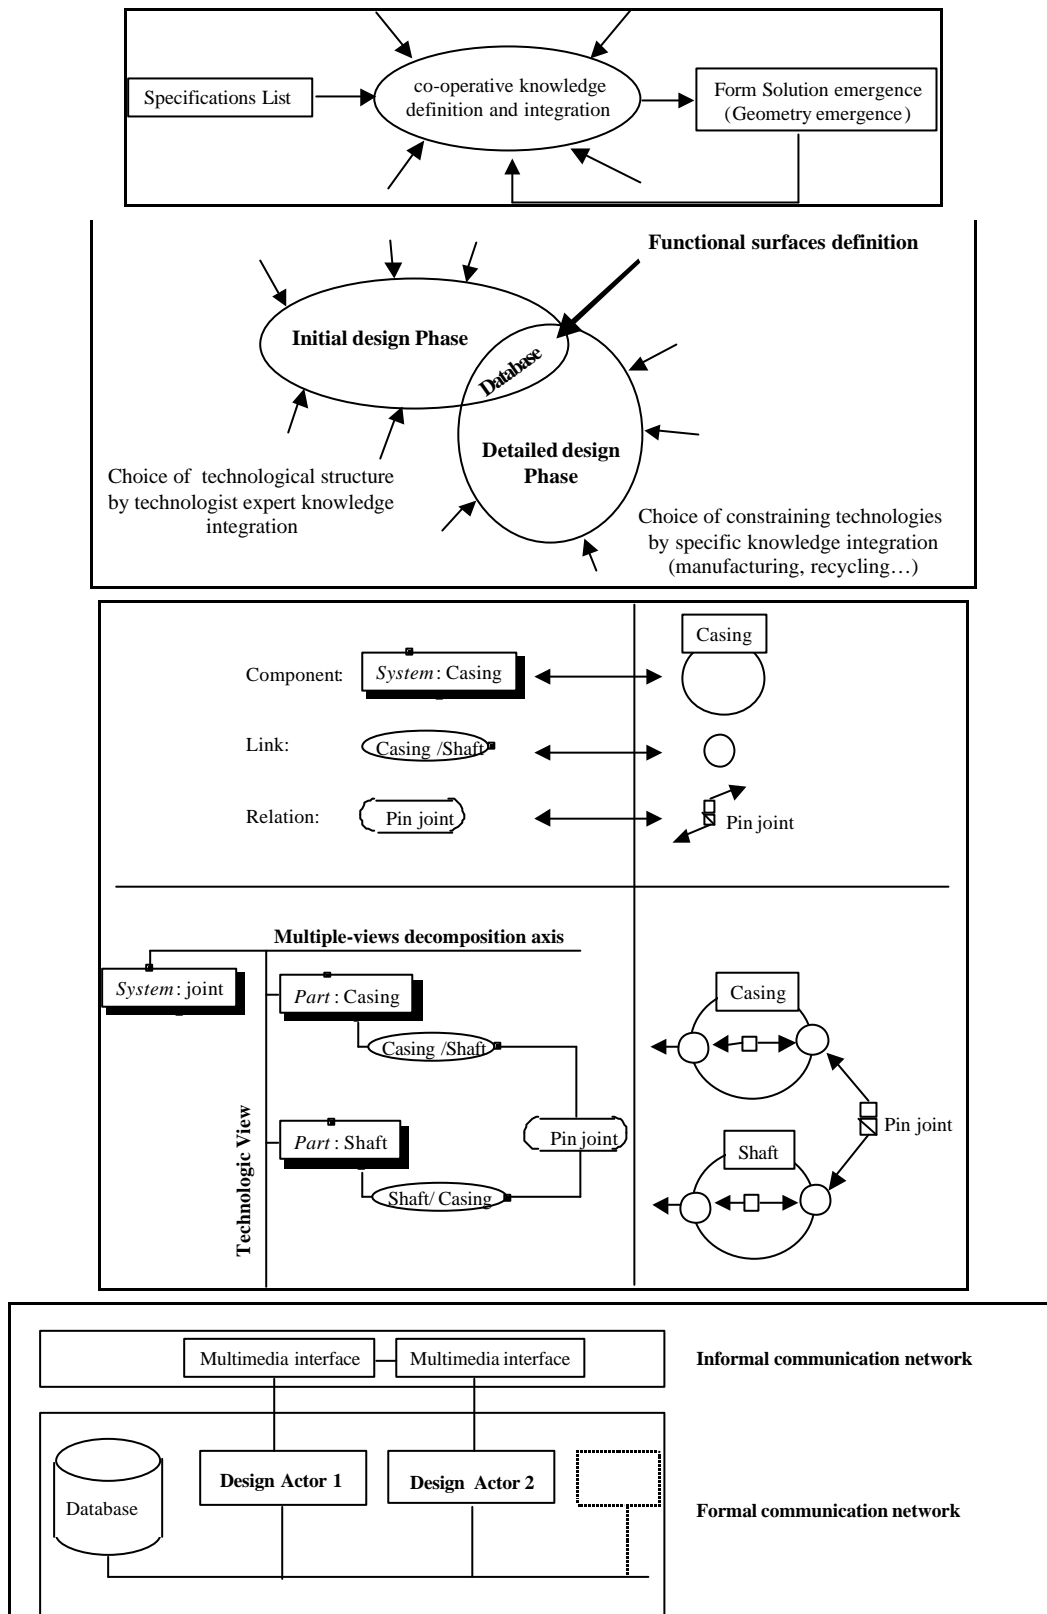 Specifications List
co-operative knowledge
definition and integration
Form Solution emergence
(Geometry emergence)
Functional surfaces definition
Initial design Phase
Database
Detailed design
Phase
Choice of technological structure
by technologist expert knowledge
integration
Choice of constraining technologies
by specific knowledge integration
(manufacturing, recycling…)
Component:
System: Casing
Casing
Link:
Casing /Shaft
Relation:
Pin joint
Pin joint
Multiple-views decomposition axis
System: joint
Part: Casing
Casing
Casing /Shaft
Technologic View
Part: Shaft
Pin joint
Pin joint
Shaft
Shaft/ Casing
Multimedia interface
Multimedia interface
Informal communication network
Design Actor 1
Design Actor 2
Database
Formal communication network